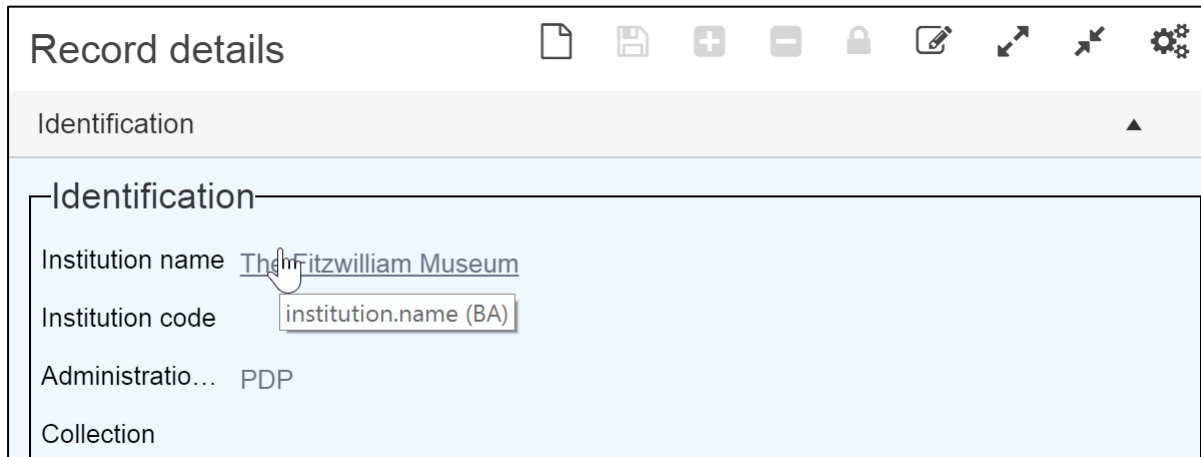 Record details
Identification
Identification
Institution name The Fitzwilliam Museum
Institution code institution.name (BA)
Administratio... PDP
Collection